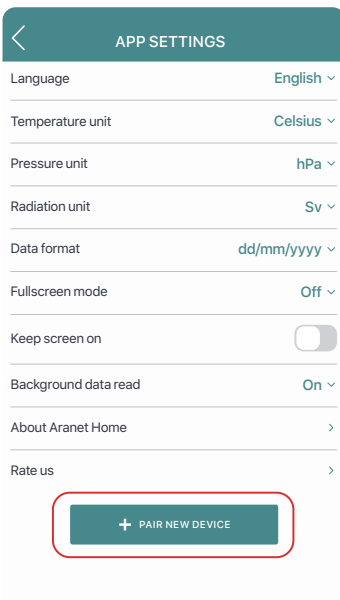 APP SETTINGS
Language English
Temperature unit Celsius
Pressure unit hPa
Radiation unit Sv
Data format dd/mm/yyyy
Fullscreen mode Off
Keep screen on
Background data read On
About Aranet Home
Rate us
+ PAIR NEW DEVICE